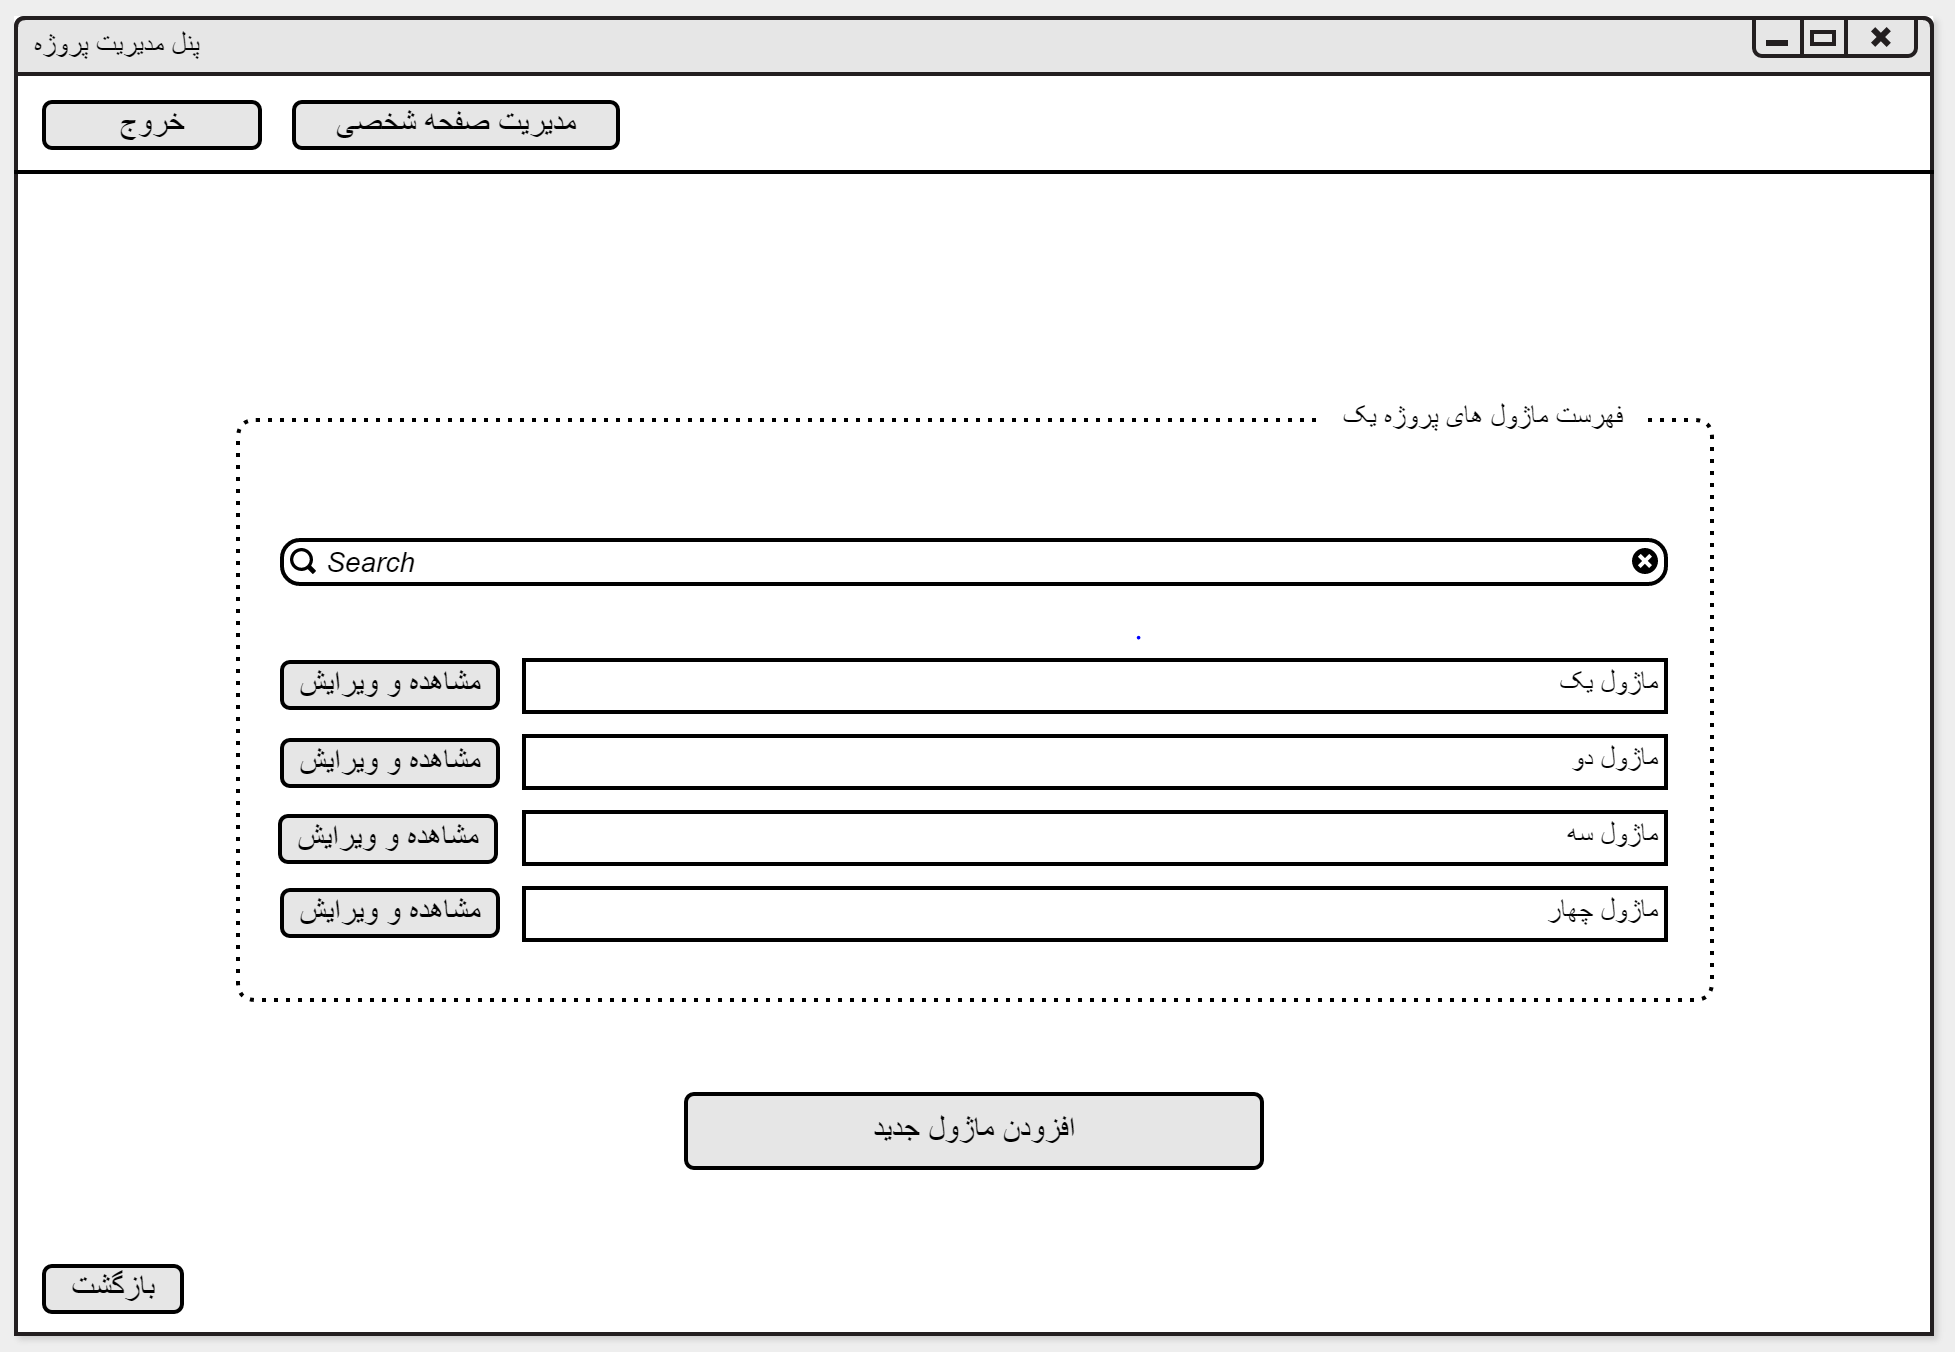 پنل مدیریت پروژه
مدیریت صفحه شخصی
خروج
فهرست ماژول های پروژه یک
Search
ماژول یک
مشاهده و ویرایش
ماژول دو
مشاهده و ویرایش
ماژول سه
مشاهده و ویرایش
ماژول چهار
مشاهده و ویرایش
افزودن ماژول جدید
بازگشت